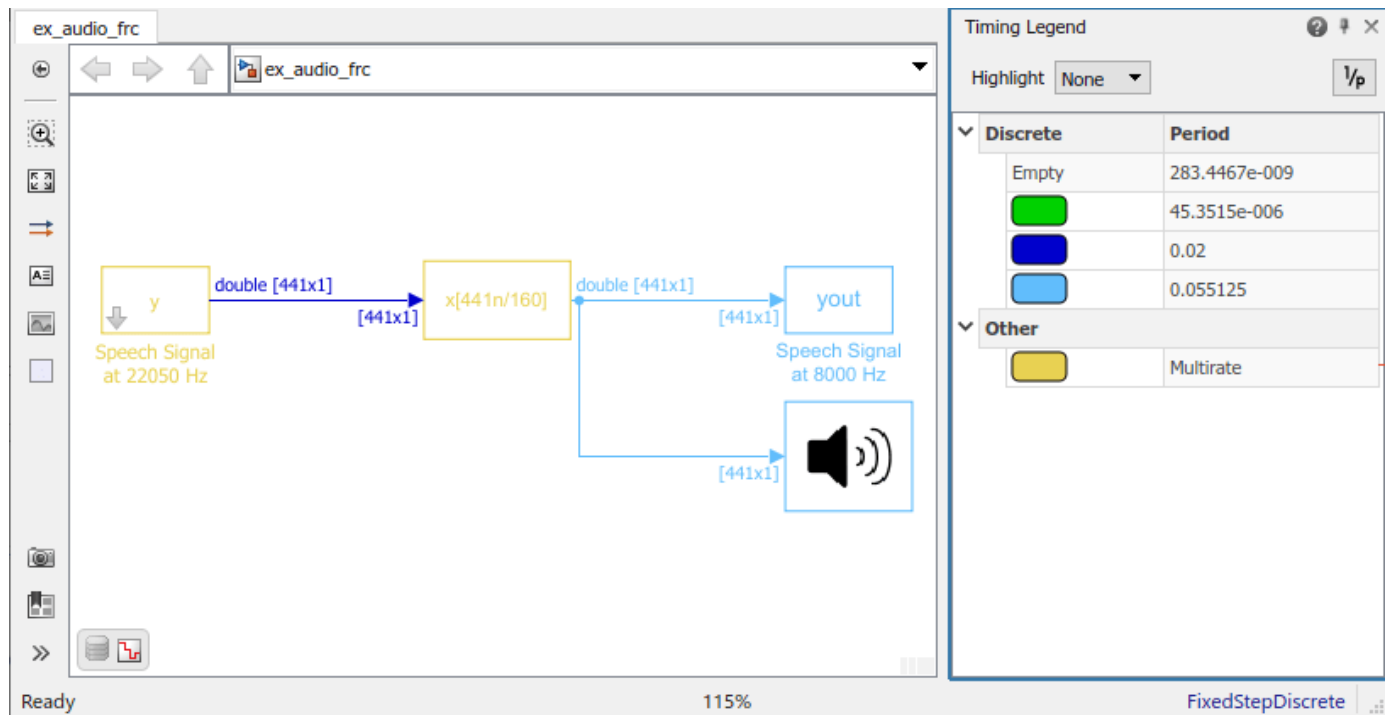 ex_audio_frc
ex_audio_frc
y
Speech Signal
at 22050 Hz
double [441x1]
[441x1]
x[441n/160]
double [441x1]
[441x1]
yout
Speech Signal
at 8000 Hz
[441x1]
Timing Legend
Highlight None
1/p
Discrete Period
Empty 283.4467e-009
45.3515e-006
0.02
0.055125
Other
Multirate
Ready 115% FixedStepDiscrete